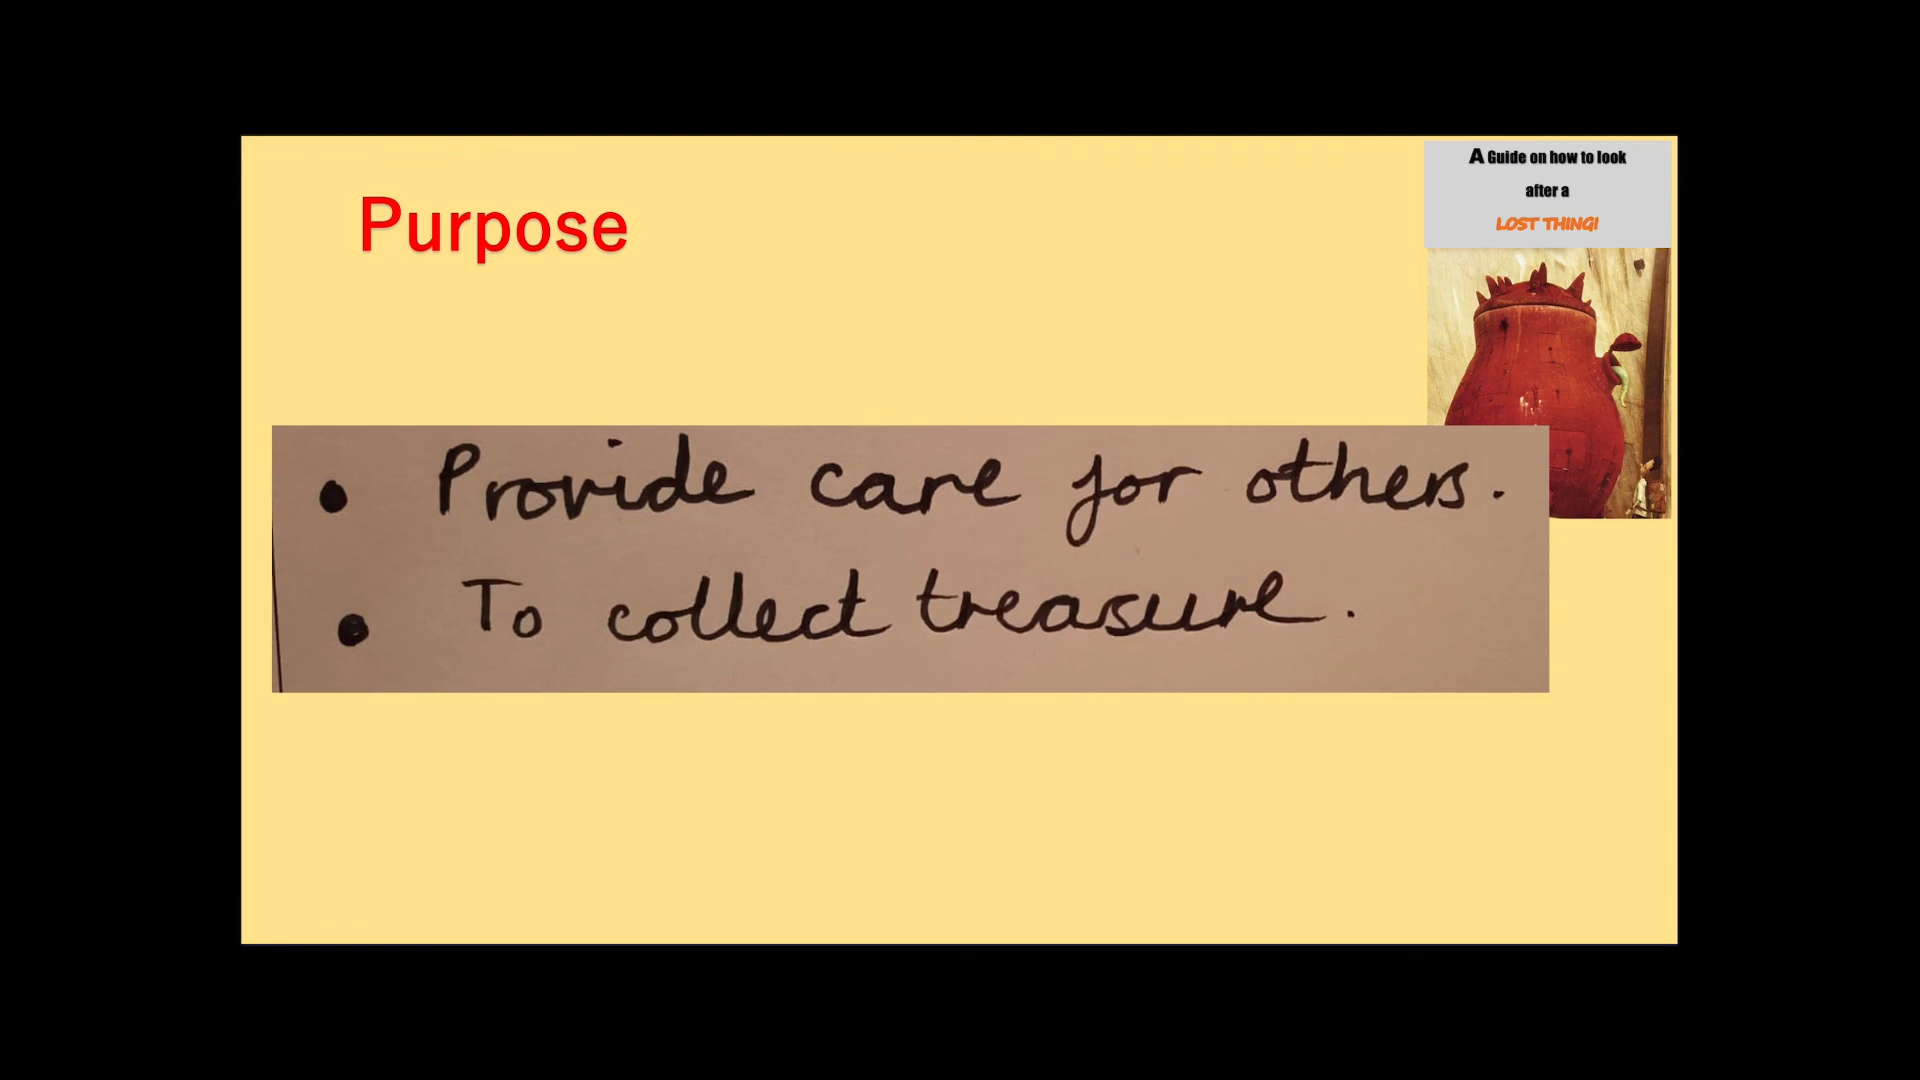 Purpose
A Guide on how to look
after a
LOST THING!
• Provide care for others.
• To collect treasure.